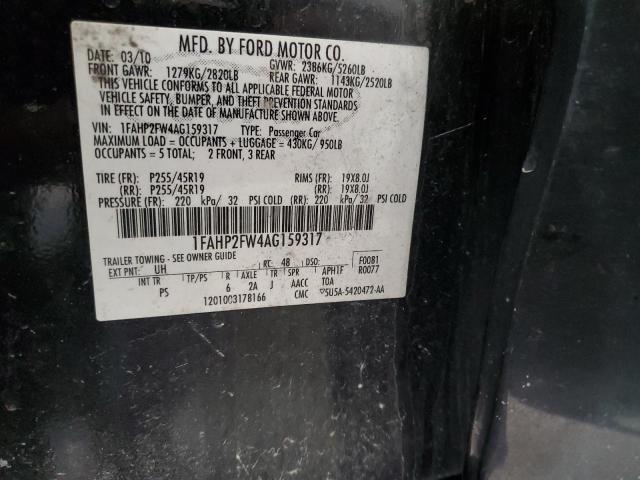 MFD. BY FORD MOTOR CO.
DATE: 03/10 GVWR: 2386KG/5260LB
FRONT GAWR: 1279KG/2820LB REAR GAWR: 1143KG/2520LB
THIS VEHICLE CONFORMS TO ALL APPLICABLE FEDERAL MOTOR
VEHICLE SAFETY, BUMPER, AND THEFT PREVENTION STANDARDS
IN EFFECT ON THE DATE OF MANUFACTURE SHOWN ABOVE.
VIN: 1FAHP2FW4AG159317 TYPE: Passenger Car
MAXIMUM LOAD = OCCUPANTS + LUGGAGE = 430KG/950LB
OCCUPANTS = 5 TOTAL; 2 FRONT, 3 REAR
TIRE (FR): P255/45R19 RIMS (FR): 19X8.0J
(RR): P255/45R19 (RR): 19X8.0J
PRESSURE (FR): 220 kPa/ 32 PSI COLD (RR): 220 kPa/ 32 PSI COLD
1FAHP2FW4AG159317
TRAILER TOWING - SEE OWNER GUIDE
EXT PNT: UH RC: 48 DSO: F0081
R0077
INT TR TP/PS R AXLE TR SPR APHIF
PS 6 2A J AACC TOA
1201003178166 CMC 5U5A-5420472-AA